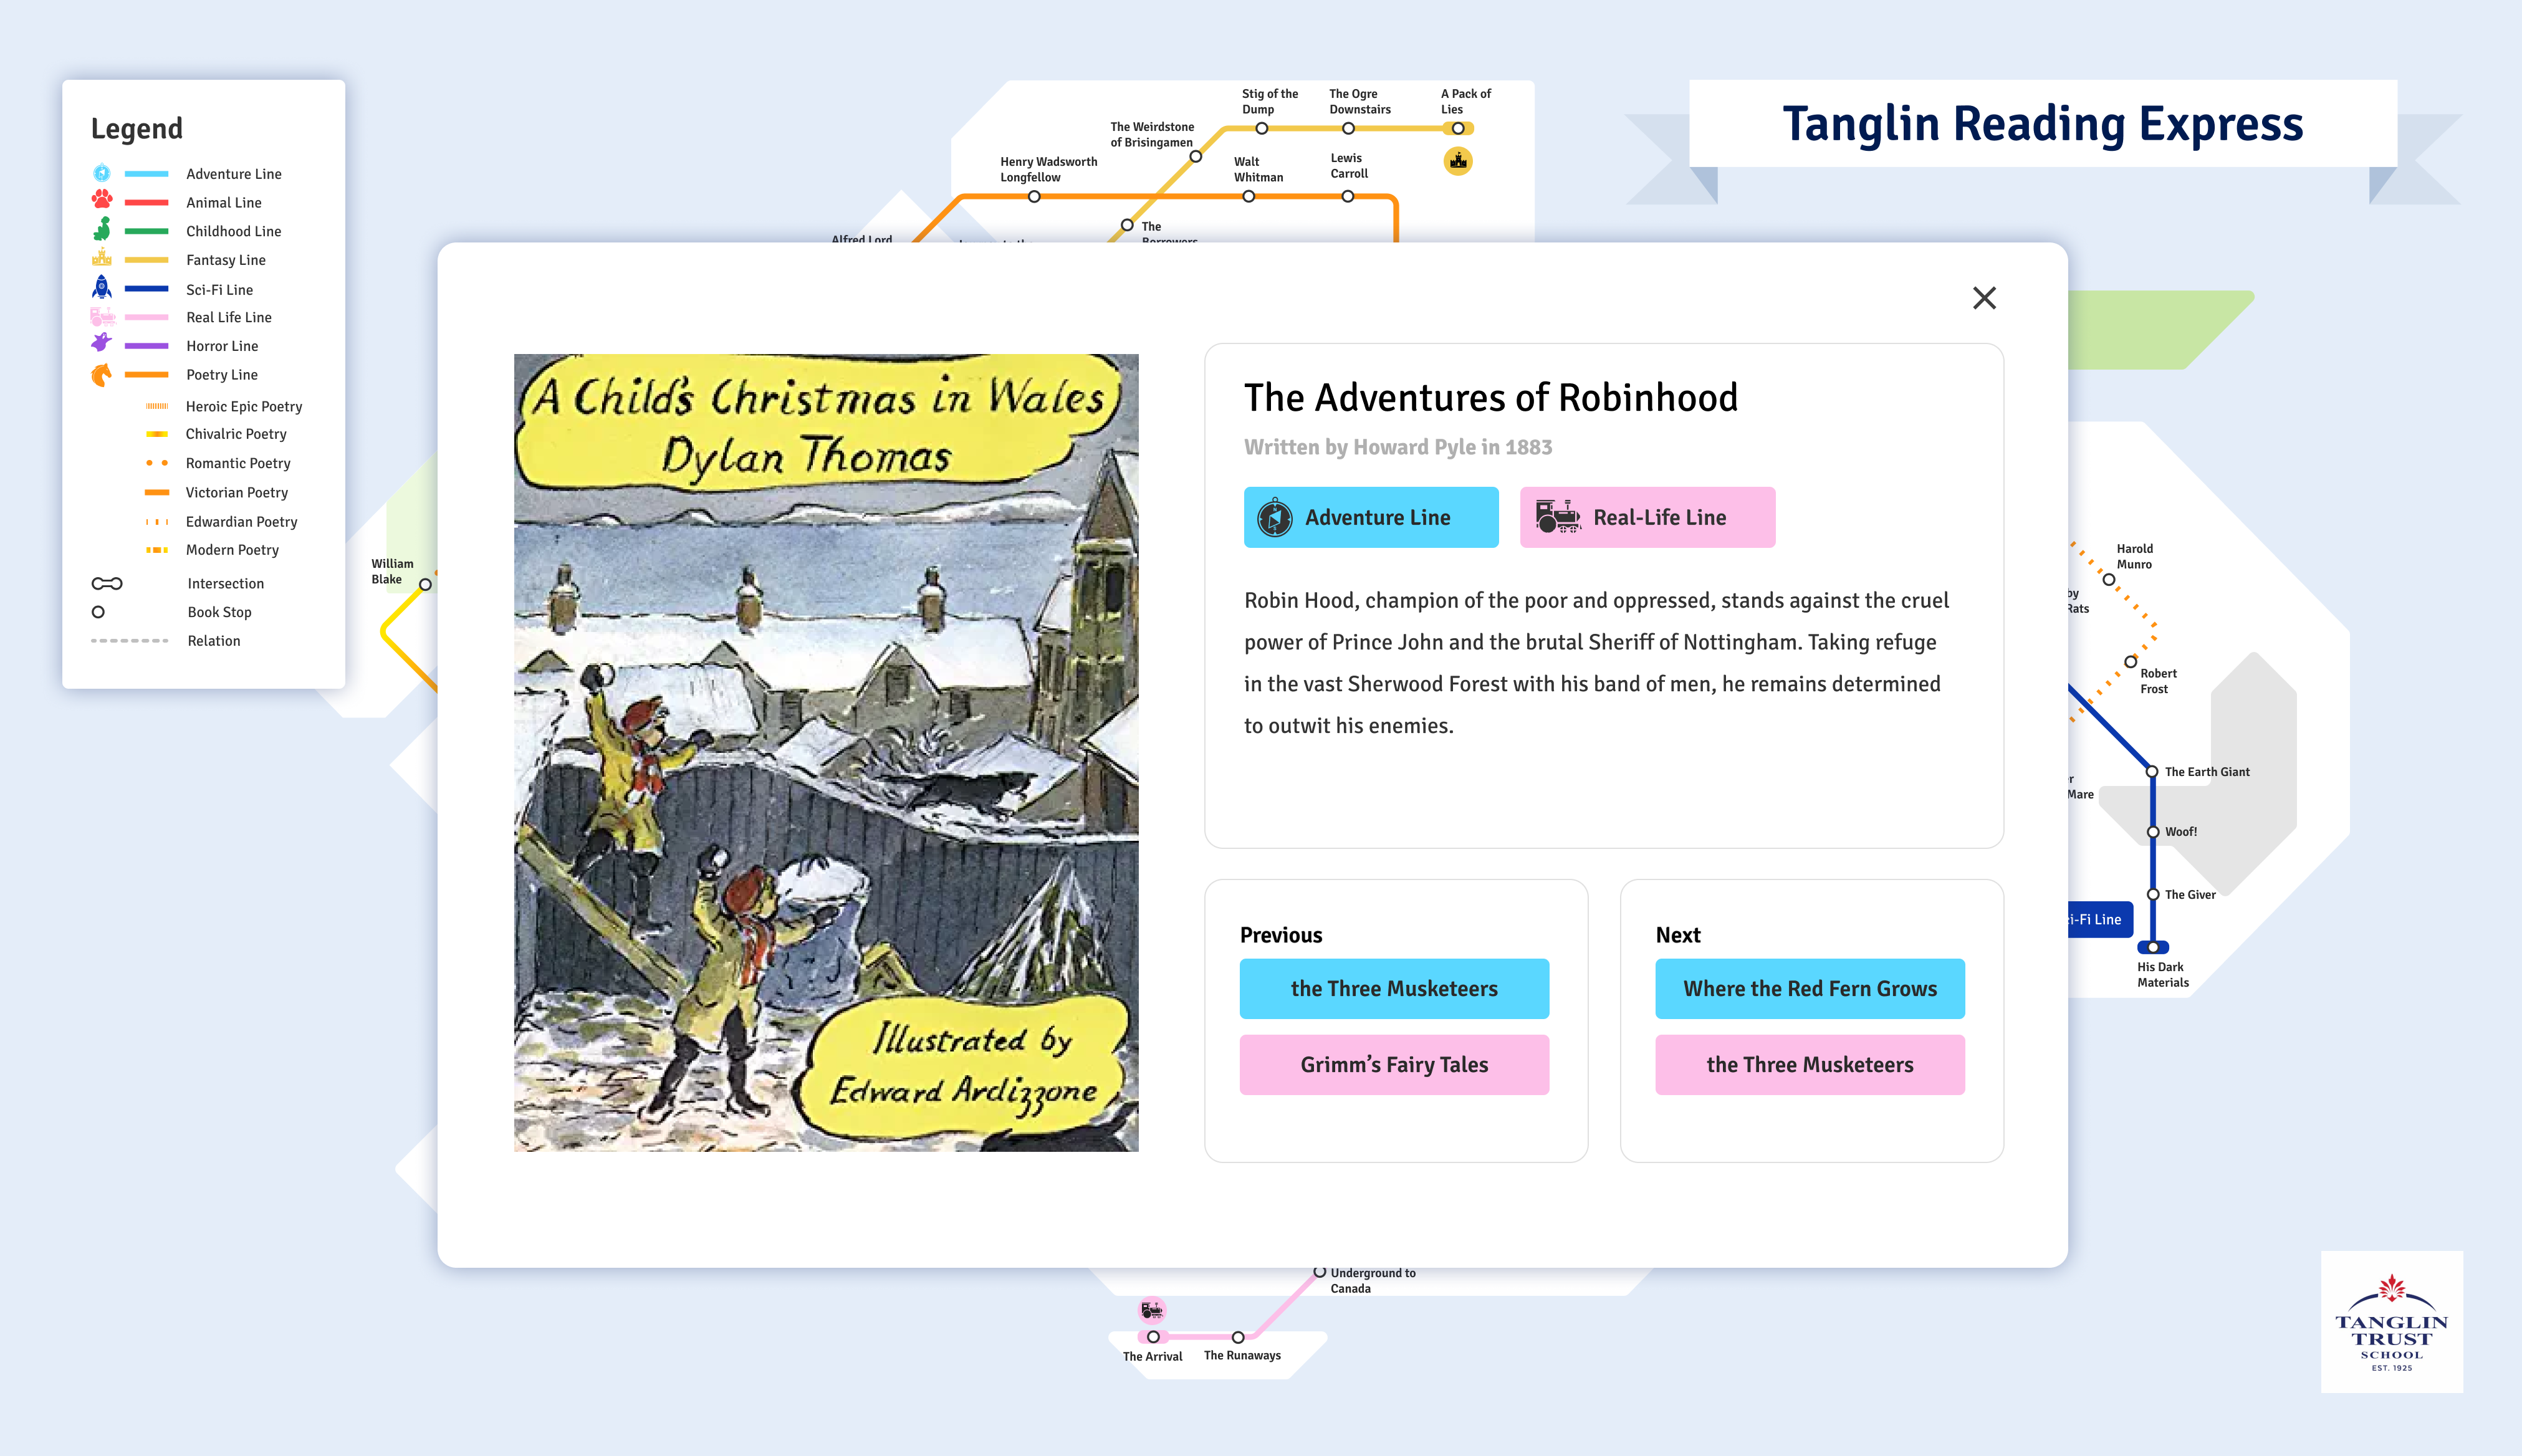 Tanglin Reading Express
Legend
Adventure Line
Animal Line
Childhood Line
Fantasy Line
Sci-Fi Line
Real Life Line
Horror Line
Poetry Line
Heroic Epic Poetry
Chivalric Poetry
Romantic Poetry
Victorian Poetry
Edwardian Poetry
Modern Poetry
Intersection
Book Stop
Relation
Stig of the
Dump
The Ogre
Downstairs
A Pack of
Lies
The Weirdstone
of Brisingamen
Henry Wadsworth
Longfellow
Walt
Whitman
Lewis
Carroll
The
Borrowers
Alfred Lord
William
Blake
A Child's Christmas in Wales
Dylan Thomas
Illustrated by
Edward Ardizzone
The Adventures of Robinhood
Written by Howard Pyle in 1883
Adventure Line
Real-Life Line
Robin Hood, champion of the poor and oppressed, stands against the cruel
power of Prince John and the brutal Sheriff of Nottingham. Taking refuge
in the vast Sherwood Forest with his band of men, he remains determined
to outwit his enemies.
Previous
the Three Musketeers
Grimm’s Fairy Tales
Next
Where the Red Fern Grows
the Three Musketeers
Harold
Munro
Rats
Robert
Frost
The Earth Giant
Mare
Woof!
The Giver
i-Fi Line
His Dark
Materials
Underground to
Canada
The Arrival
The Runaways
TANGLIN
TRUST
SCHOOL
EST. 1925